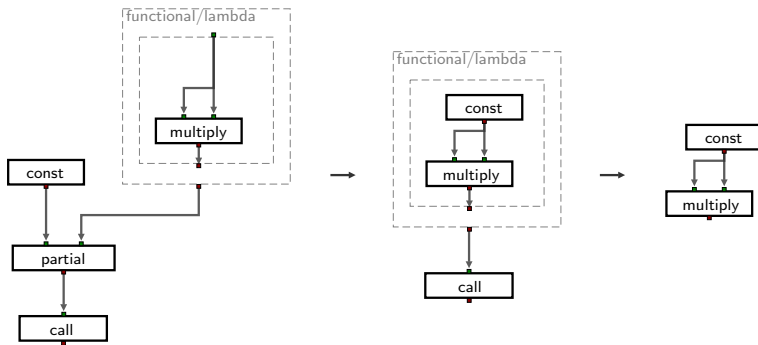 functional/lambda
multiply
const
partial
call
functional/lambda
const
multiply
call
const
multiply